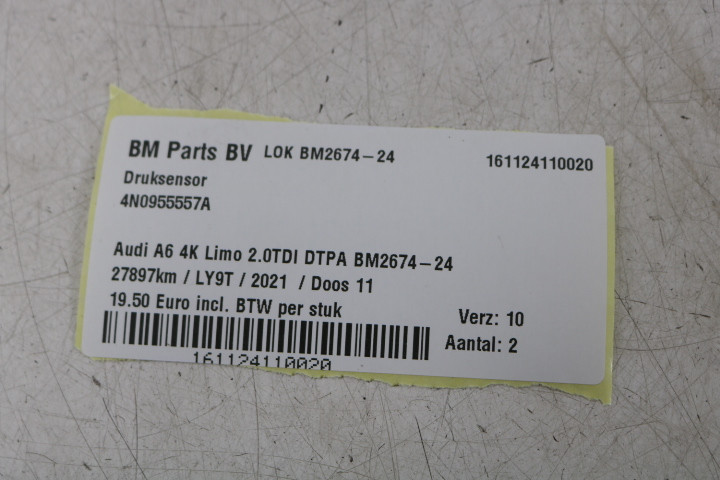 BM Parts BV LOK BM2674-24 161124110020
Druksensor
4N0955557A
Audi A6 4K Limo 2.0TDI DTPA BM2674-24
27897km / LY9T / 2021 / Doos 11
19.50 Euro incl. BTW per stuk
Verz: 10
Aantal: 2
161124110020